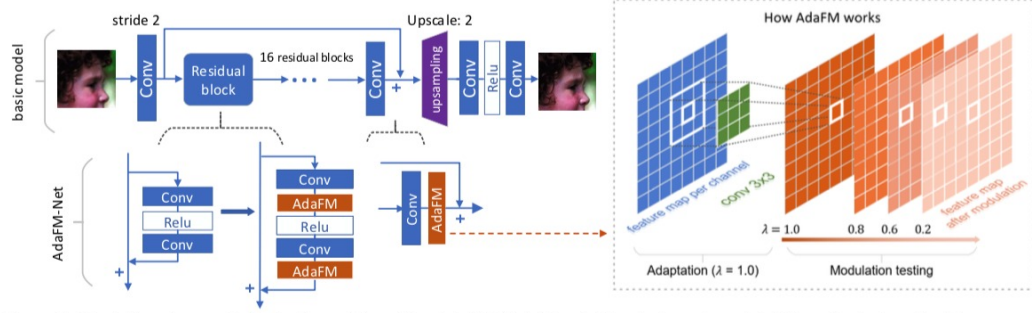 stride 2
Upscale: 2
basicmodel
Conv
Residual
block
16 residual blocks
Conv
+
upsampling
Conv
Relu
Conv
AdaFM-Net
Conv
Relu
Conv
+
Conv
AdaFM
Relu
Conv
AdaFM
+
Conv
AdaFM
+
How AdaFM works
feature map per channel
conv 3x3
feature map
after modulation
λ = 1.0
0.8
0.6
0.2
Adaptation (λ = 1.0)
Modulation testing